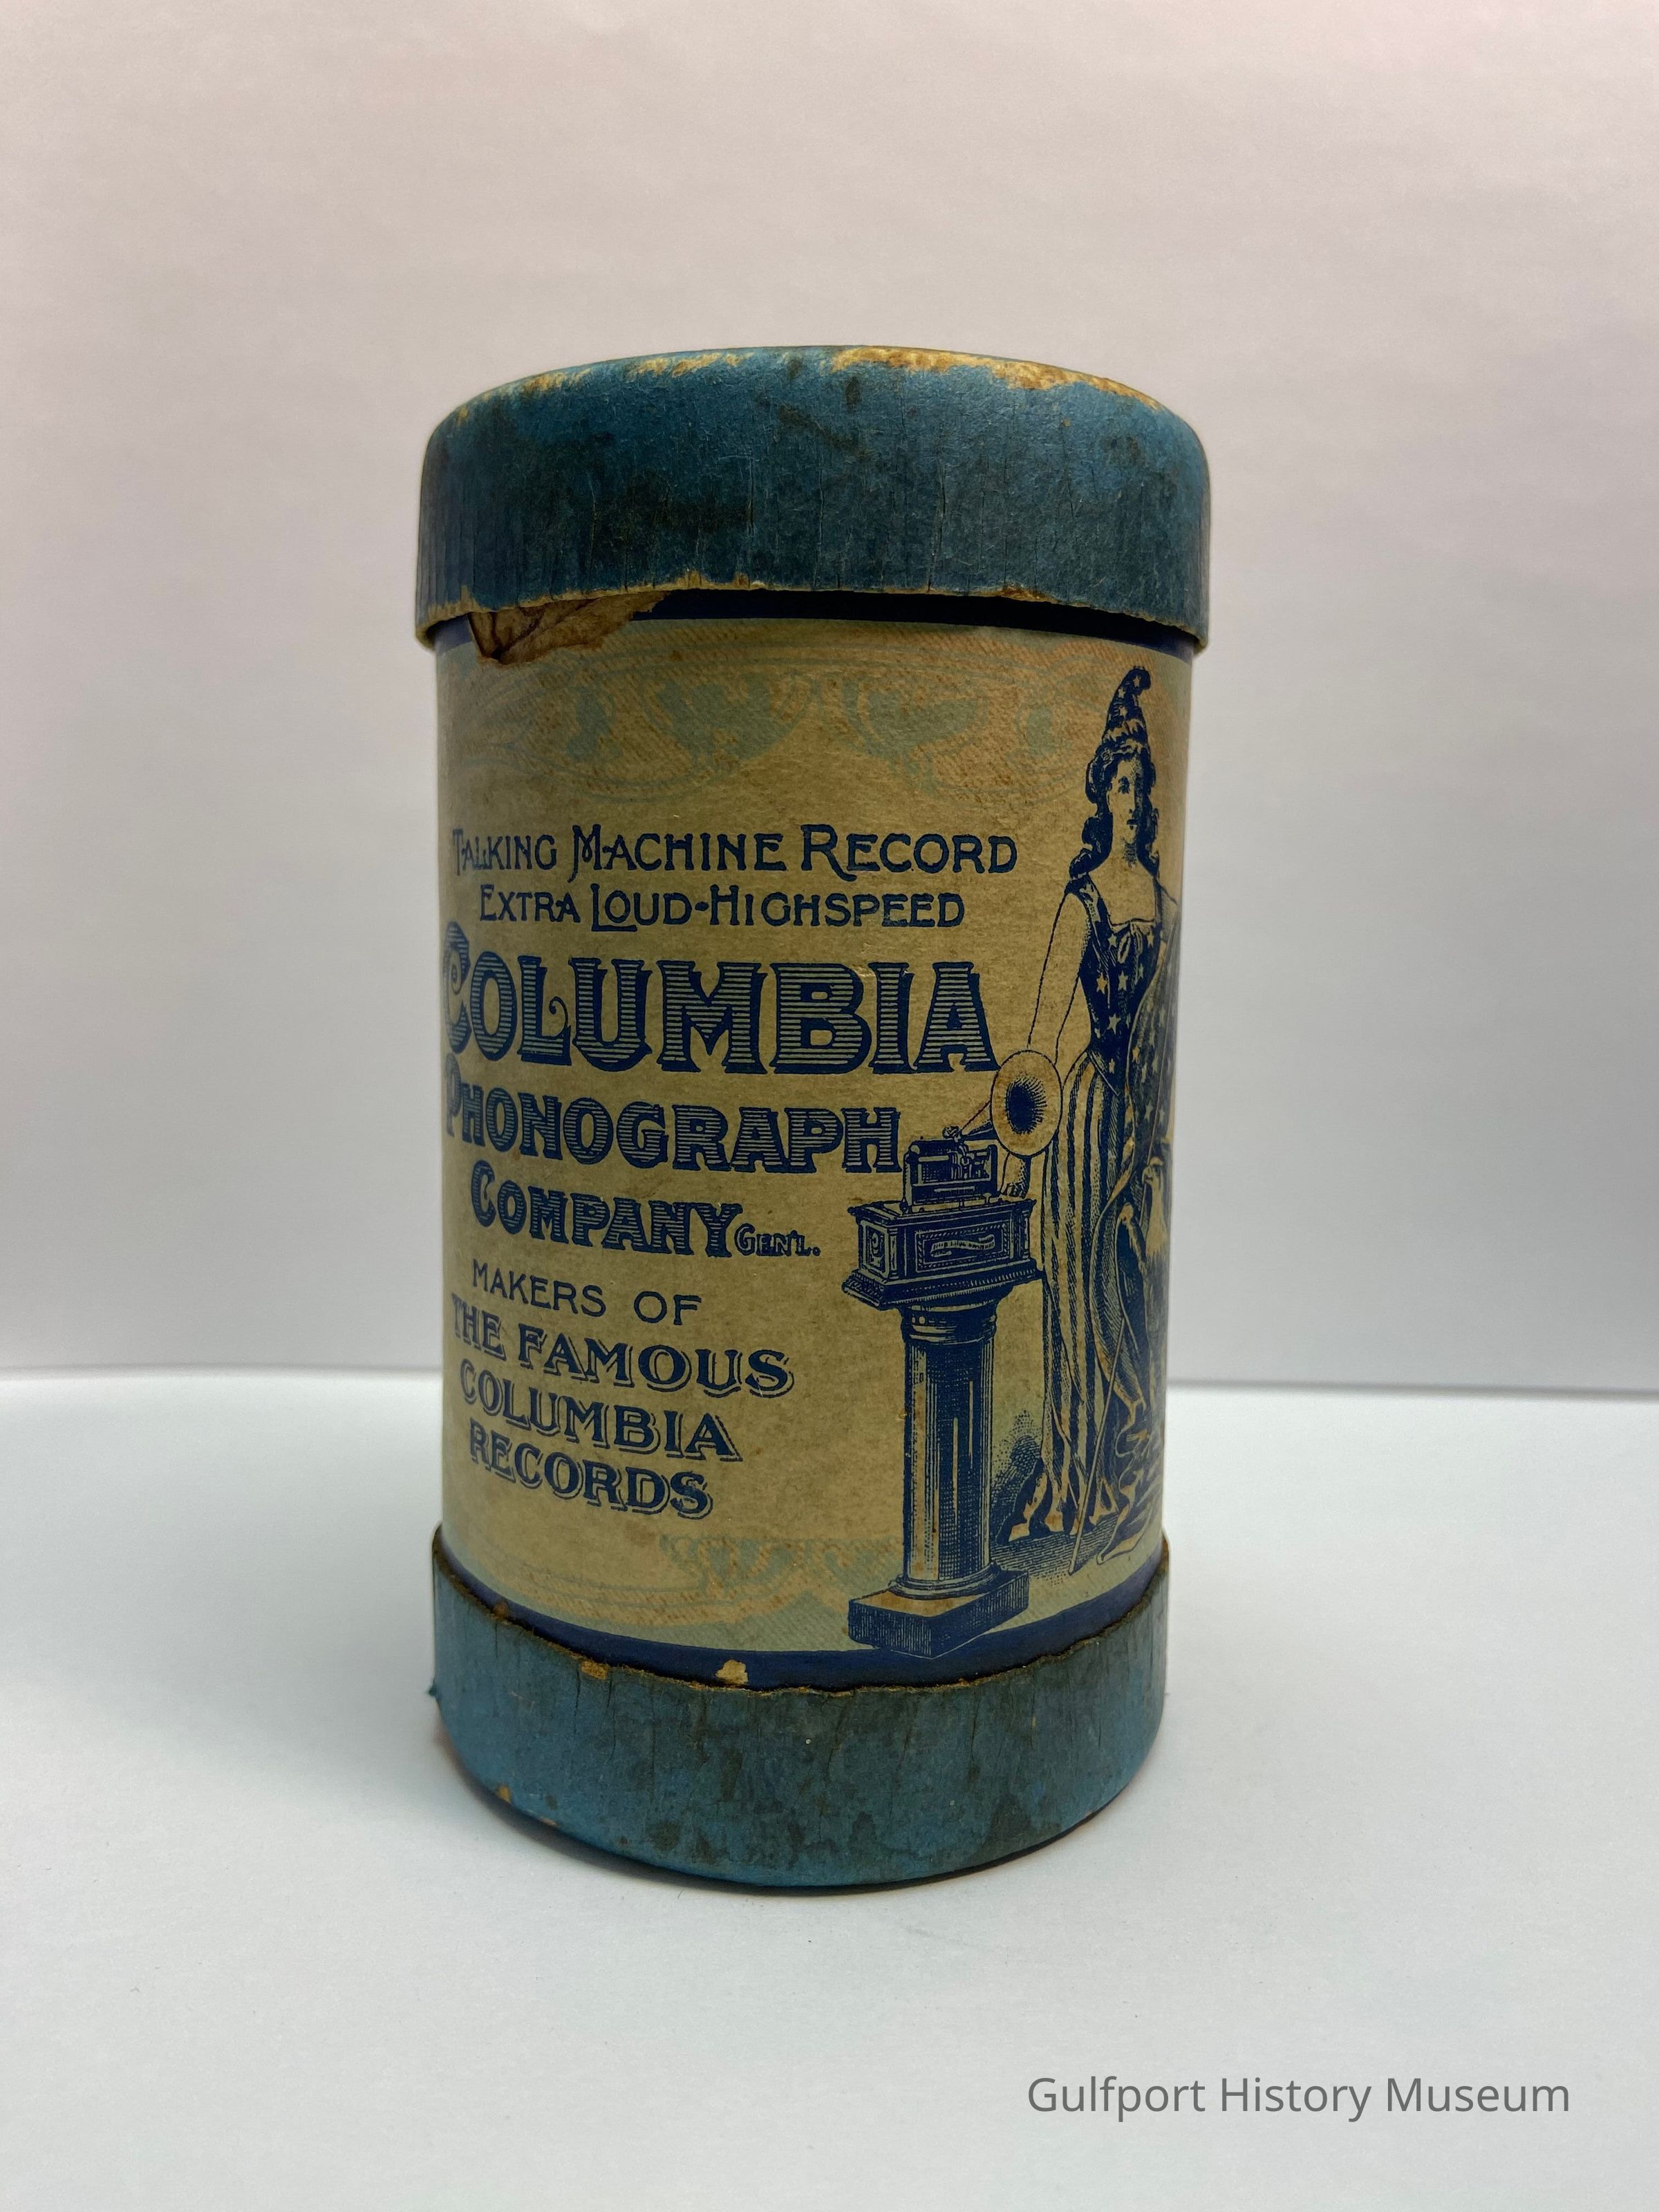 TALKING MACHINE RECORD
EXTRA LOUD-HIGHSPEED
COLUMBIA
PHONOGRAPH
COMPANY GEN'L.
MAKERS OF
THE FAMOUS
COLUMBIA
RECORDS
Gulfport History Museum